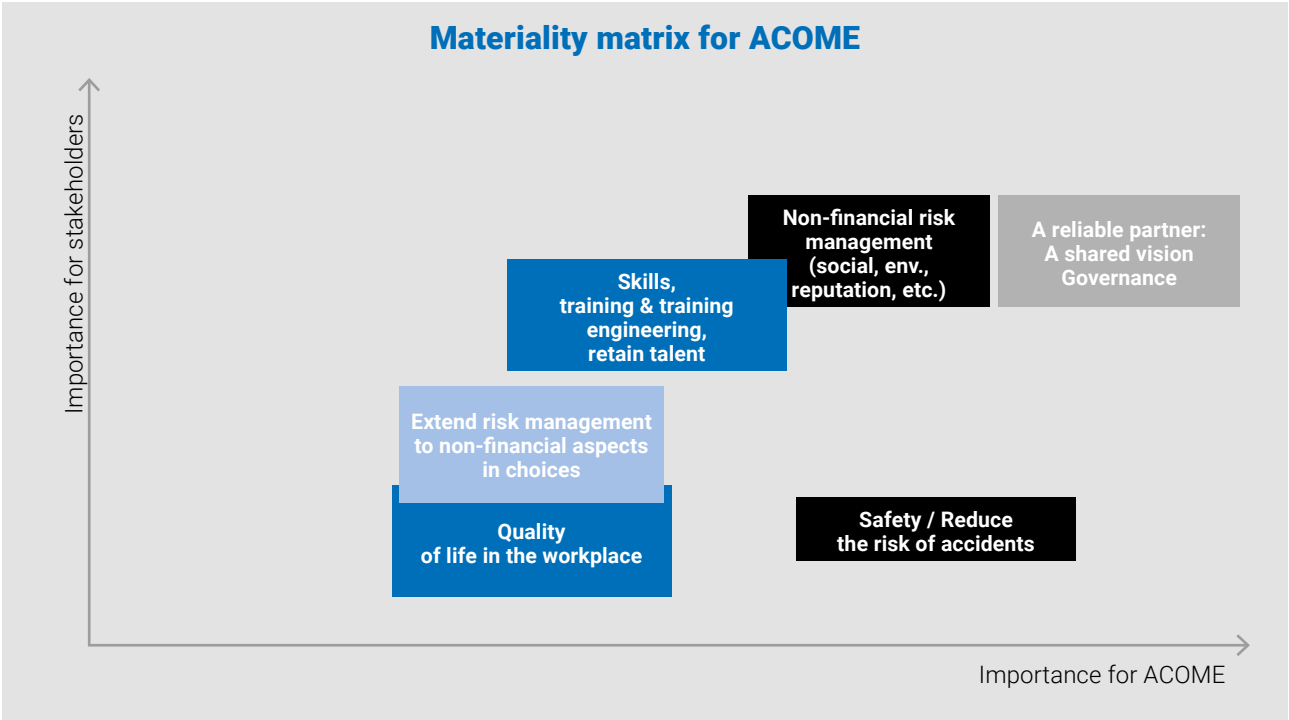 Materiality matrix for ACOME
Importance for stakeholders
Non-financial risk
management
(social, env.,
reputation, etc.)
A reliable partner:
A shared vision
Governance
Skills,
training & training
engineering,
retain talent
Extend risk management
to non-financial aspects
in choices
Quality
of life in the workplace
Safety / Reduce
the risk of accidents
Importance for ACOME